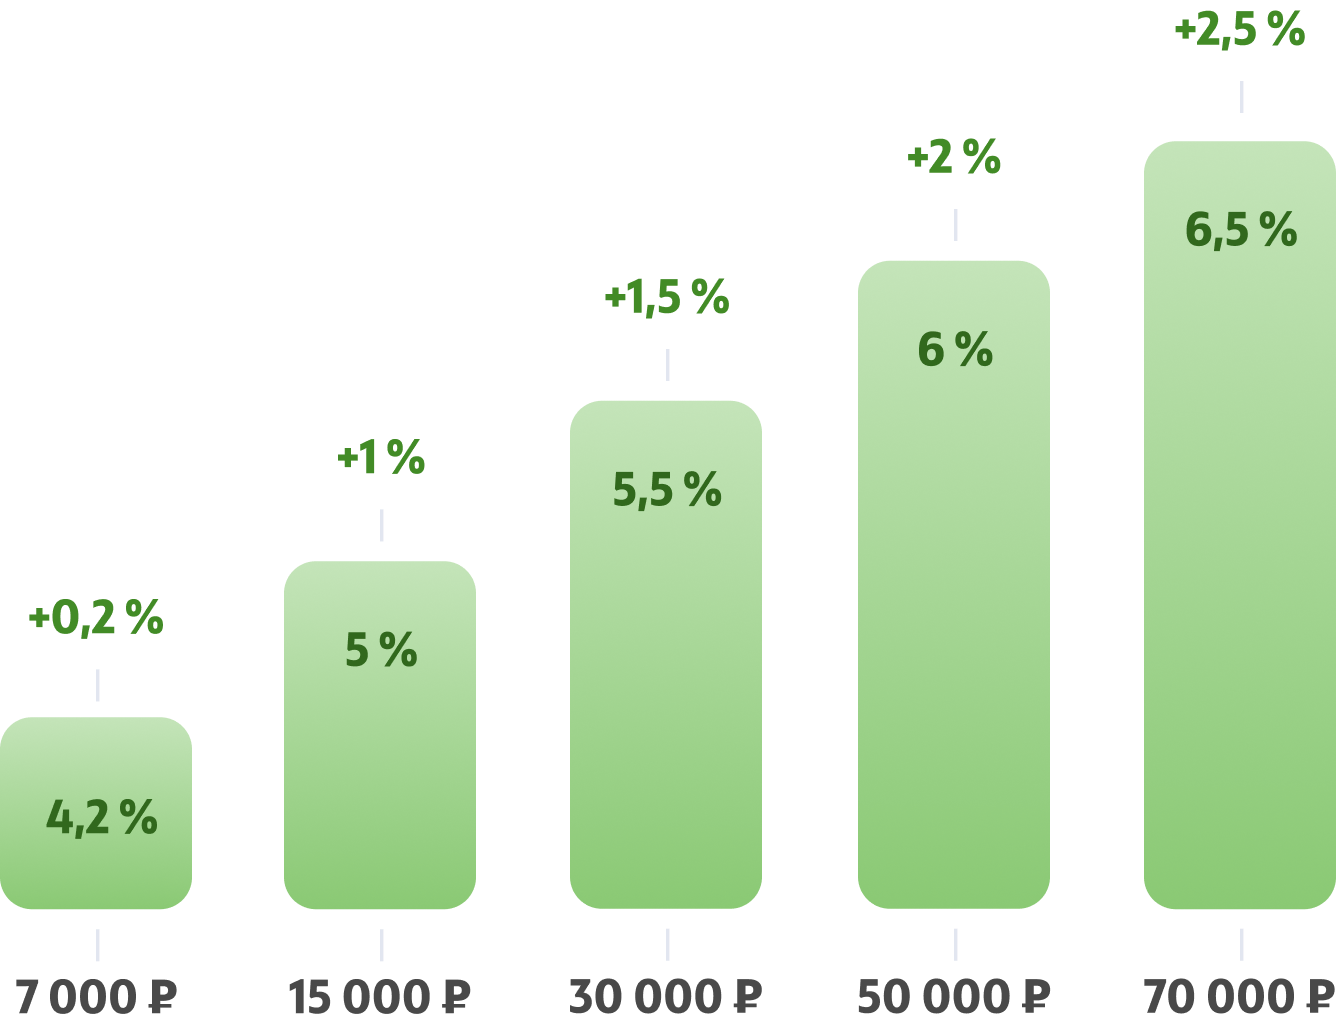 +0,2 %
4,2 %
7 000 ₽
+1 %
5 %
15 000 ₽
+1,5 %
5,5 %
30 000 ₽
+2 %
6 %
50 000 ₽
+2,5 %
6,5 %
70 000 ₽